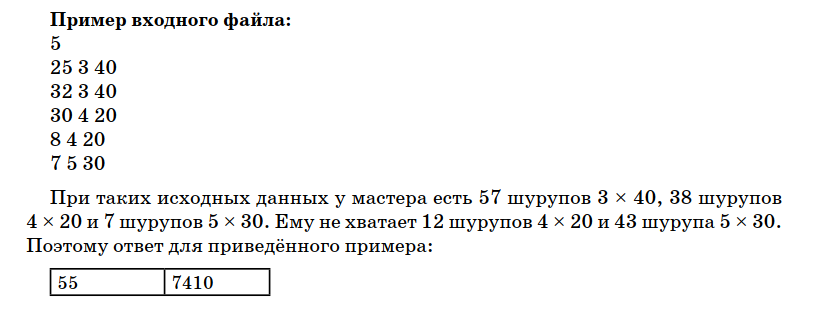 Пример входного файла:
5
25 3 40
32 3 40
30 4 20
8 4 20
7 5 30
При таких исходных данных у мастера есть 57 шурупов 3 × 40, 38 шурупов
4 × 20 и 7 шурупов 5 × 30. Ему не хватает 12 шурупов 4 × 20 и 43 шурупа 5 × 30.
Поэтому ответ для приведённого примера:
55 7410